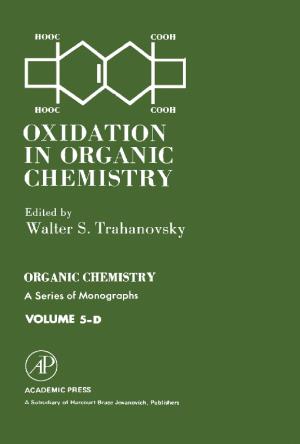 HOOC COOH
HOOC COOH
OXIDATION
IN ORGANIC
CHEMISTRY
Edited by
Walter S. Trahanovsky
ORGANIC CHEMISTRY
A Series of Monographs
VOLUME 5-D
AP
ACADEMIC PRESS
A Subsidiary of Harcourt Brace Jovanovich, Publishers